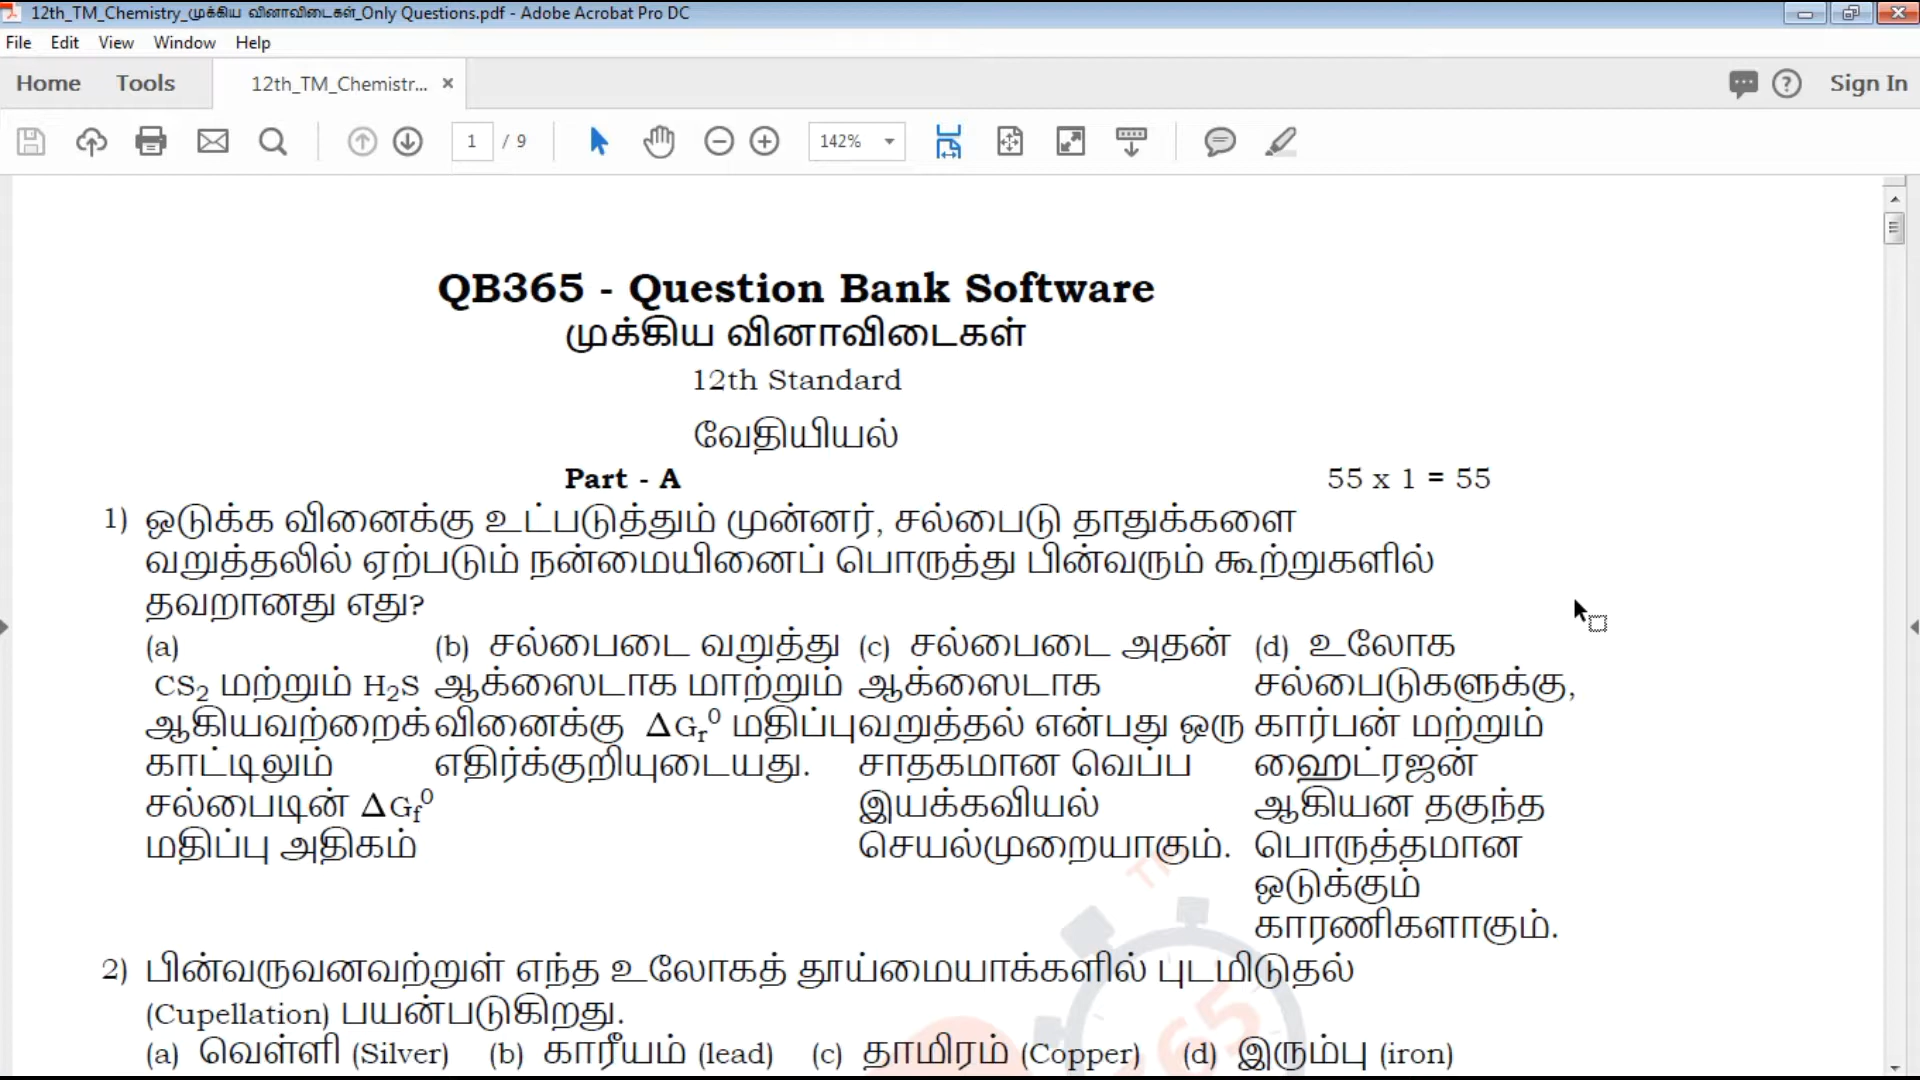 12th_TM_Chemistry_முக்கிய வினாவிடைகள்_Only Questions.pdf - Adobe Acrobat Pro DC
File Edit View Window Help
Home Tools 12th_TM_Chemistr... × Sign In
1 / 9 142%
QB365 - Question Bank Software
முக்கிய வினாவிடைகள்
12th Standard
வேதியியல்
Part - A 55 x 1 = 55
1) ஒடுக்க வினைக்கு உட்படுத்தும் முன்னர், சல்பைடு தாதுக்களை
வறுத்தலில் ஏற்படும் நன்மையினைப் பொருத்து பின்வரும் கூற்றுகளில்
தவறானது எது?
(a) (b) சல்பைடை வறுத்து (c) சல்பைடை அதன் (d) உலோக
CS₂ மற்றும் H₂S ஆக்ஸைடாக மாற்றும் ஆக்ஸைடாக சல்பைடுகளுக்கு,
ஆகியவற்றைக் வினைக்கு ΔGᵣ⁰ மதிப்பு வறுத்தல் என்பது ஒரு கார்பன் மற்றும்
காட்டிலும் எதிர்க்குறியுடையது. சாதகமான வெப்ப ஹைட்ரஜன்
சல்பைடின் ΔG_f⁰ இயக்கவியல் ஆகியன தகுந்த
மதிப்பு அதிகம் செயல்முறையாகும். பொருத்தமான
ஒடுக்கும்
காரணிகளாகும்.
2) பின்வருவனவற்றுள் எந்த உலோகத் தூய்மையாக்களில் புடமிடுதல்
(Cupellation) பயன்படுகிறது.
(a) வெள்ளி (Silver) (b) காரீயம் (lead) (c) தாமிரம் (Copper) (d) இரும்பு (iron)